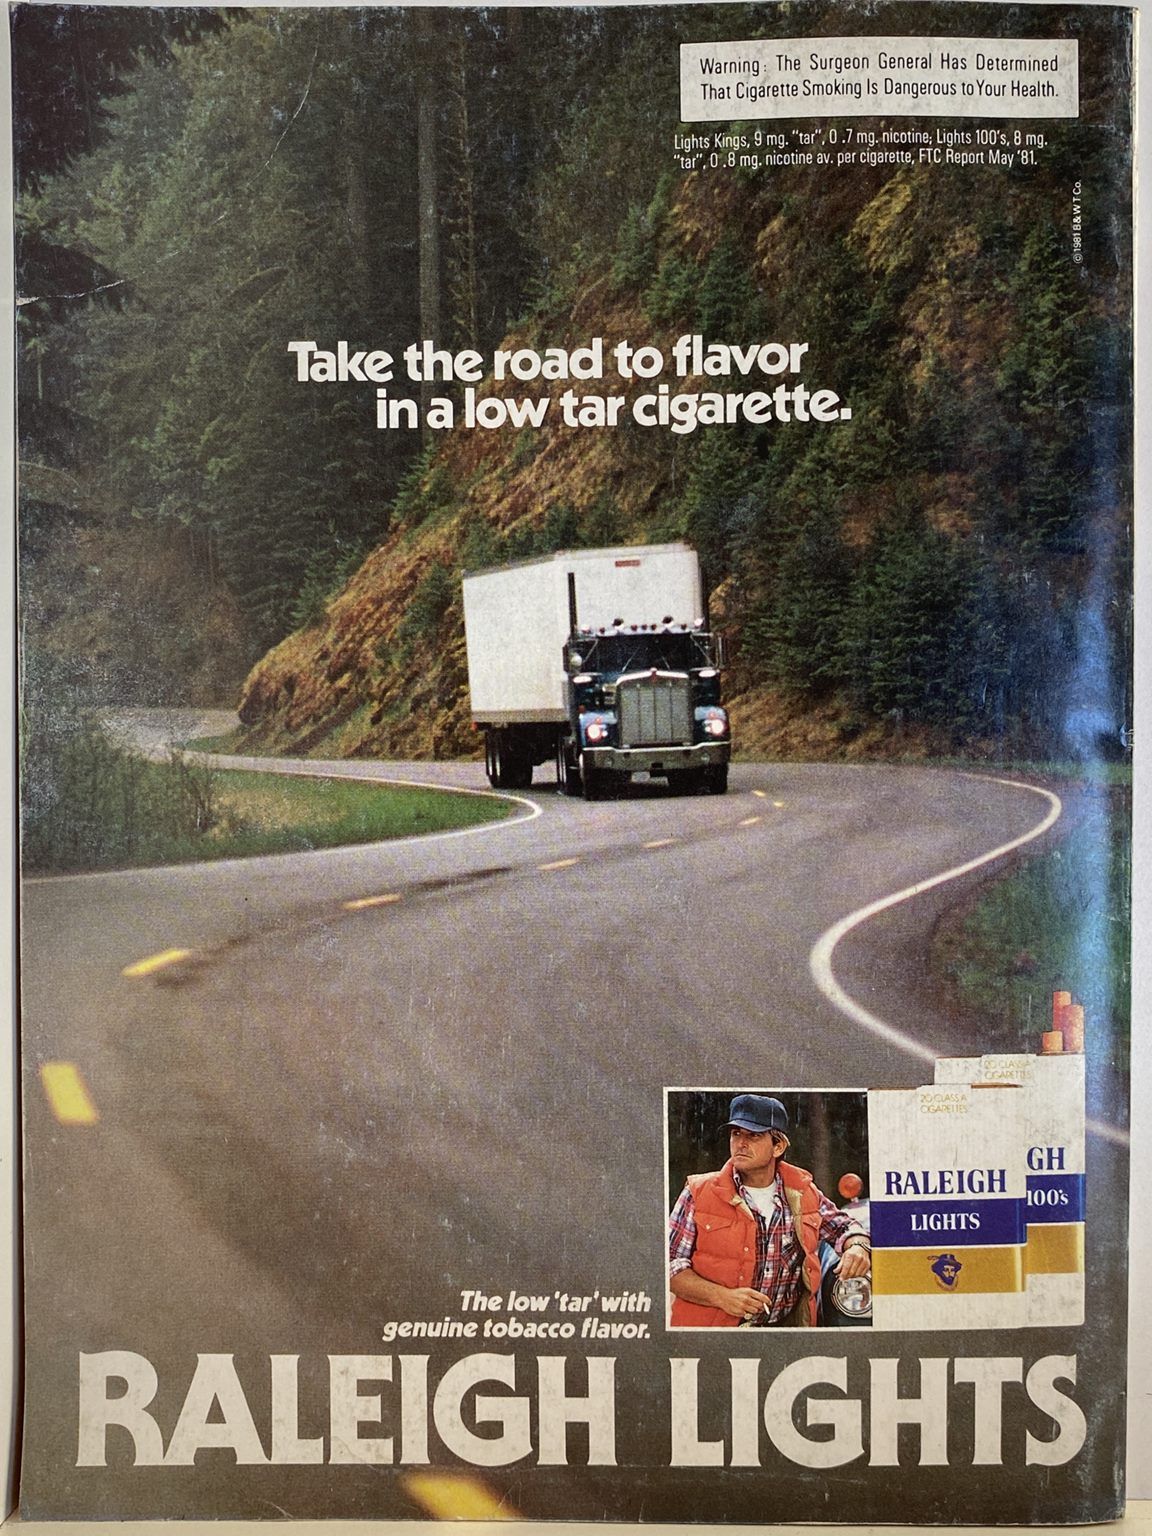 Warning: The Surgeon General Has Determined
That Cigarette Smoking Is Dangerous to Your Health.
Lights Kings, 9 mg. "tar", 0 .7 mg. nicotine; Lights 100's, 8 mg.
"tar", 0 .8 mg. nicotine av. per cigarette, FTC Report May '81.
© 1981 B & W T Co.
Take the road to flavor
in a low tar cigarette.
20 CLASS A
CIGARETTES
20 CLASS A
CIGARETTES
RALEIGH
LIGHTS
GH
100's
The low 'tar' with
genuine tobacco flavor.
RALEIGH LIGHTS